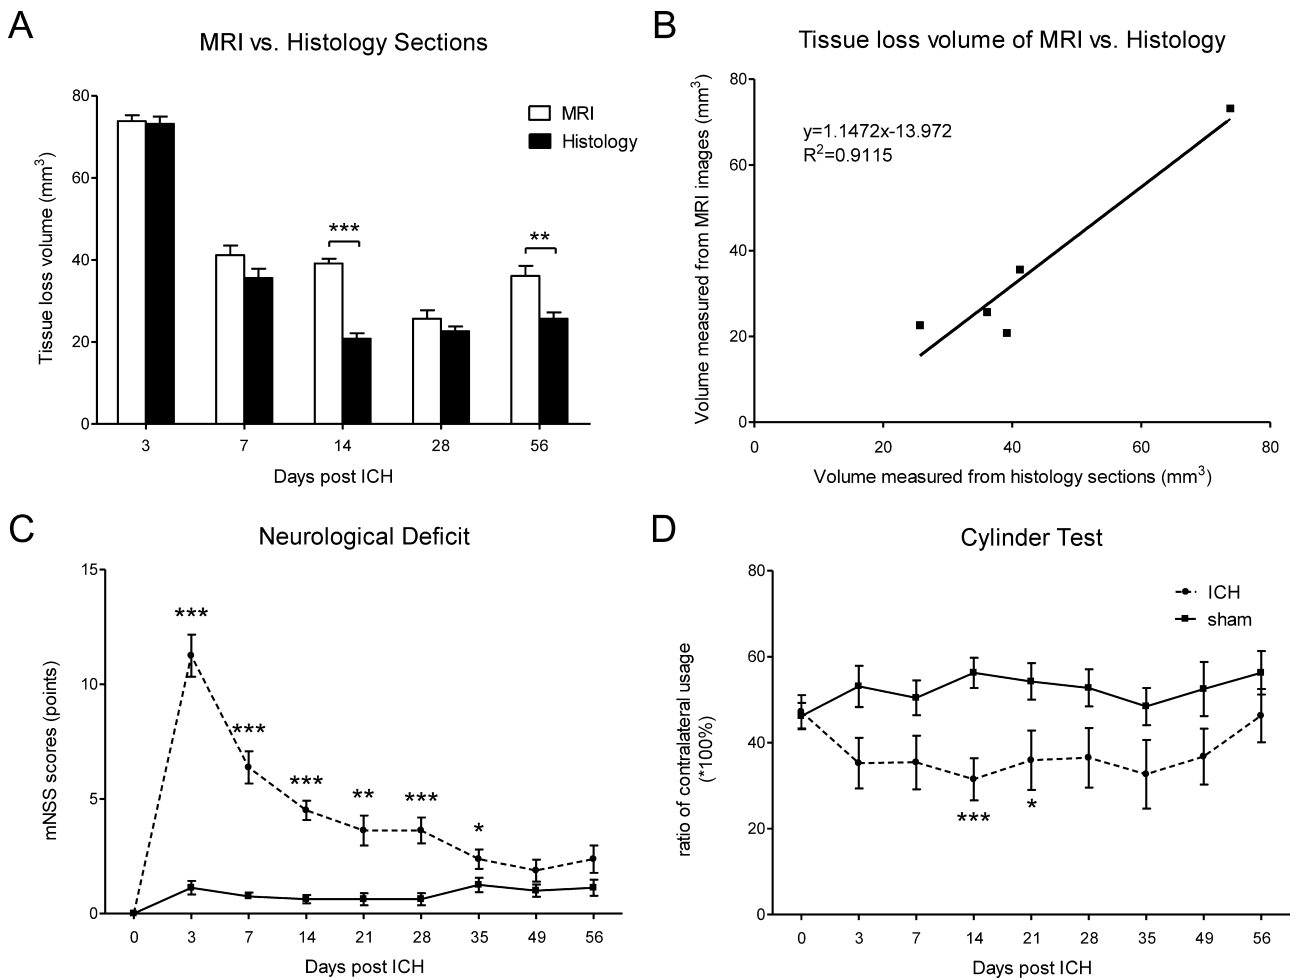 A
MRI vs. Histology Sections
Tissue loss volume (mm³)
80
60
40
20
0
MRI
Histology
***
**
3 7 14 28 56
Days post ICH
B
Tissue loss volume of MRI vs. Histology
Volume measured from MRI images (mm³)
80
60
40
20
0
y=1.1472x-13.972
R²=0.9115
0 20 40 60 80
Volume measured from histology sections (mm³)
C
Neurological Deficit
mNSS scores (points)
15
10
5
0
***
***
***
**
***
*
0 3 7 14 21 28 35 49 56
Days post ICH
D
Cylinder Test
ratio of contralateral usage
(*100%)
80
60
40
20
0
ICH
sham
***
*
0 3 7 14 21 28 35 49 56
Days post ICH